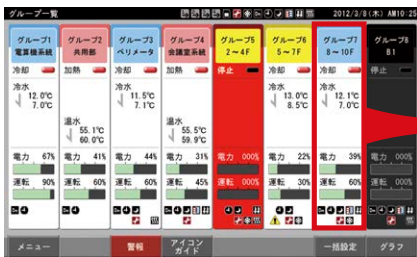 グループ一覧
2012/3/8(木) AM10:25
グループ1
電算機系統
冷却
冷水
12.0℃
7.0℃
電力 67%
運転 90%
グループ2
共用部
加熱
温水
55.1℃
60.0℃
電力 41%
運転 60%
グループ3
ペリメータ
冷却
冷水
11.5℃
7.1℃
電力 44%
運転 60%
グループ4
会議室系統
加熱
温水
55.5℃
59.9℃
電力 31%
運転 45%
グループ5
2～4F
停止
電力 000%
運転 000%
グループ6
5～7F
冷却
冷水
13.0℃
8.5℃
電力 22%
運転 30%
グループ7
8～10F
冷却
冷水
12.1℃
7.0℃
電力 39%
運転 60%
グループ8
B1
停止
電力 000%
運転 000%
メニュー
警報
アイコン
ガイド
一括設定
グラフ